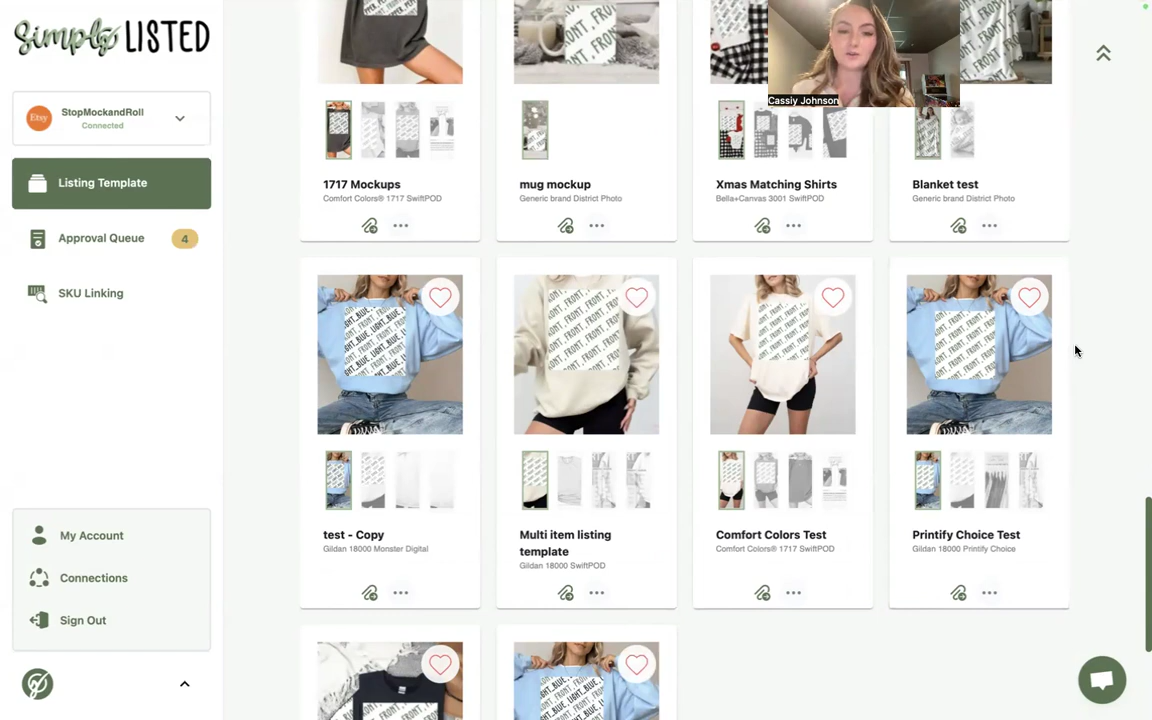 Simply LISTED
Etsy
StopMockandRoll
Connected
Listing Template
Approval Queue
4
SKU Linking
My Account
Connections
Sign Out
Cassiy Johnson
1717 Mockups
Comfort Colors® 1717 SwiftPOD
mug mockup
Generic brand District Photo
Xmas Matching Shirts
Bella+Canvas 3001 SwiftPOD
Blanket test
Generic brand District Photo
test - Copy
Gildan 18000 Monster Digital
Multi item listing
template
Gildan 18000 SwiftPOD
Comfort Colors Test
Comfort Colors® 1717 SwiftPOD
Printify Choice Test
Gildan 18000 Printify Choice